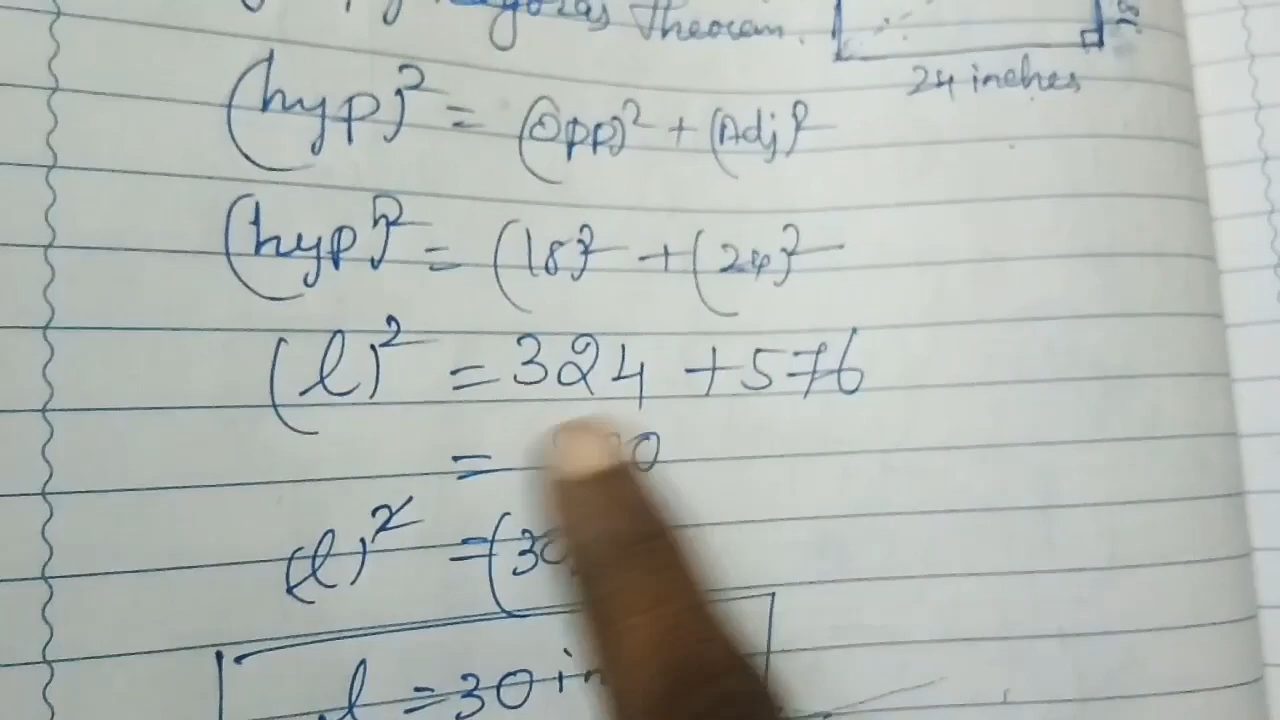 Theoram.
24 inches
(hyp)² = (Opp)² + (Adj)²
(hyp)² = (18)² + (24)²
(l)² = 324 + 576
=
(l)² = (30
l = 30 in